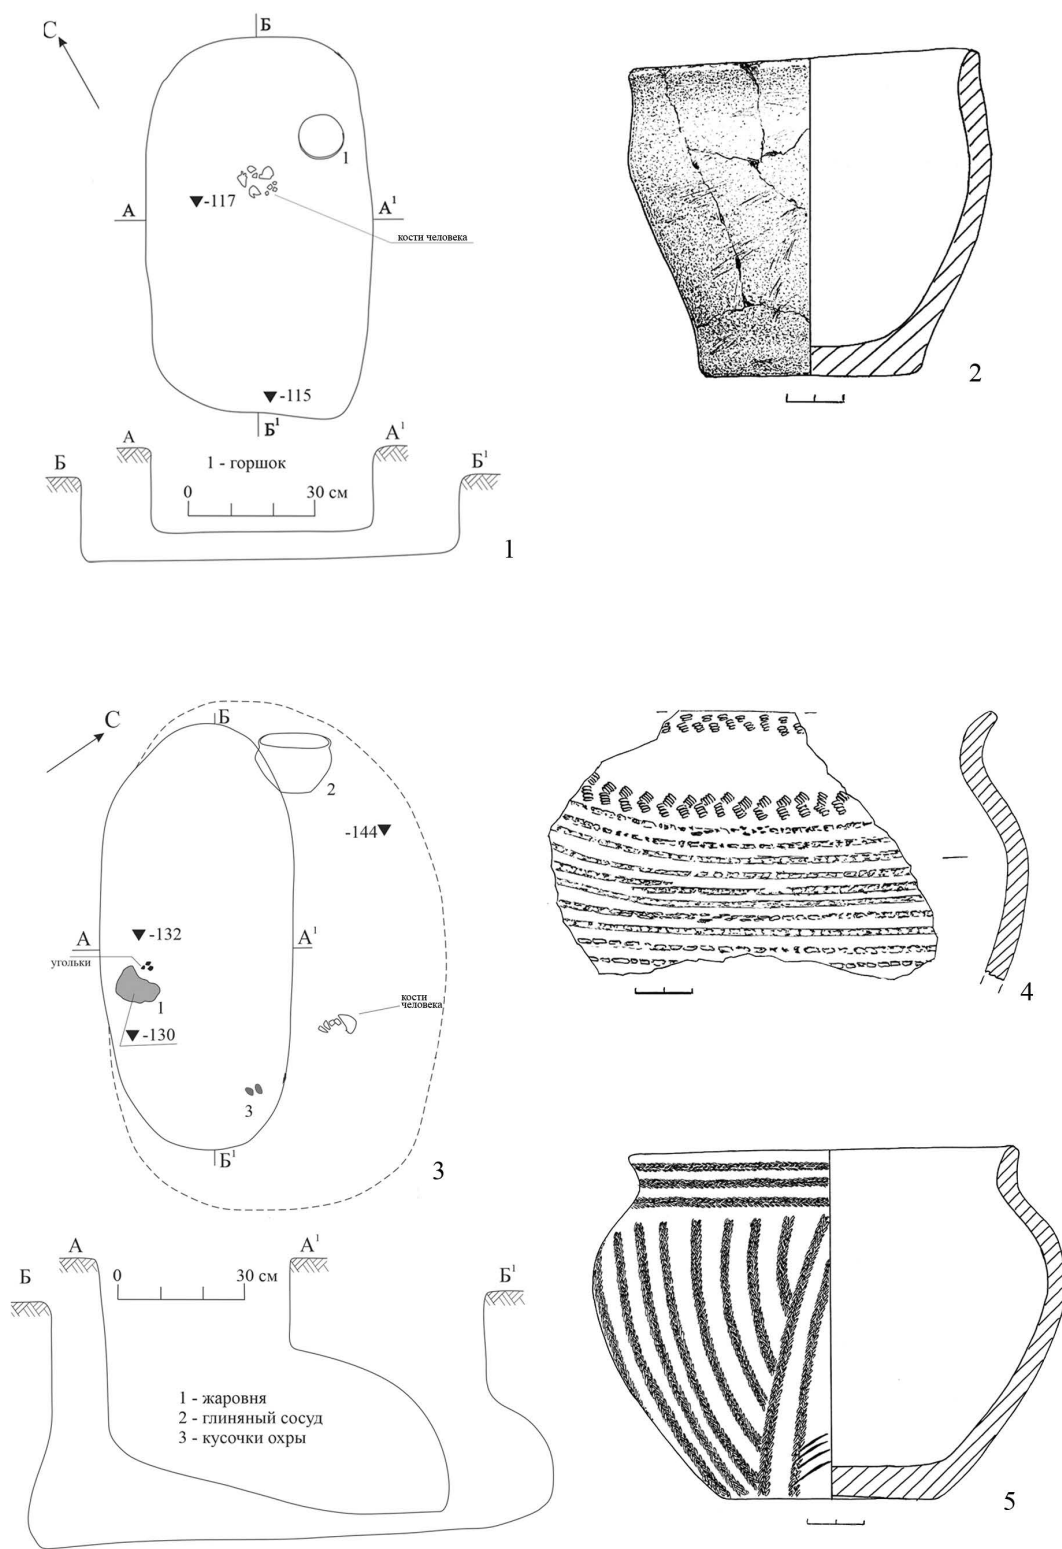 Б
С
1
-117
А
А¹
кости человека
-115
Б¹
А
А¹
Б
Б¹
1 - горшок
0
30 см
1
2
С
Б
2
-144
А
-132
А¹
угольки
1
кости
человека
-130
3
Б¹
3
4
А
А¹
Б
Б¹
0
30 см
1 - жаровня
2 - глиняный сосуд
3 - кусочки охры
5